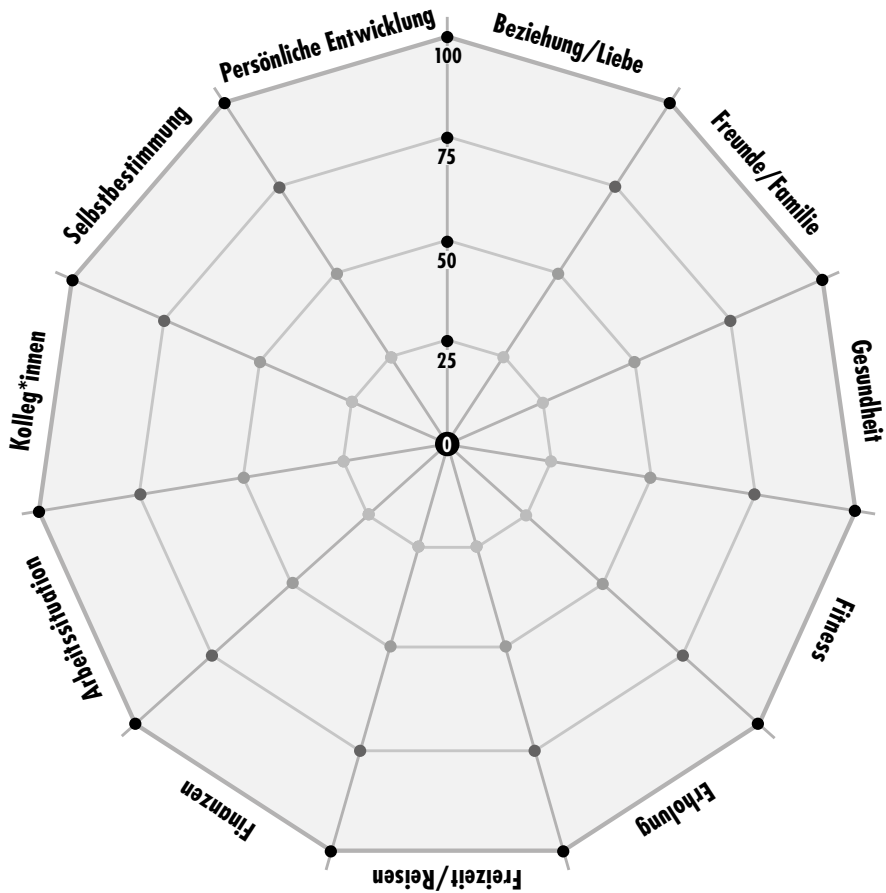 Persönliche Entwicklung
Beziehung/Liebe
Freunde/Familie
Gesundheit
Fitness
Erholung
Freizeit/Reisen
Finanzen
Arbeitssituation
Kolleg*innen
Selbstbestimmung
100
75
50
25
0